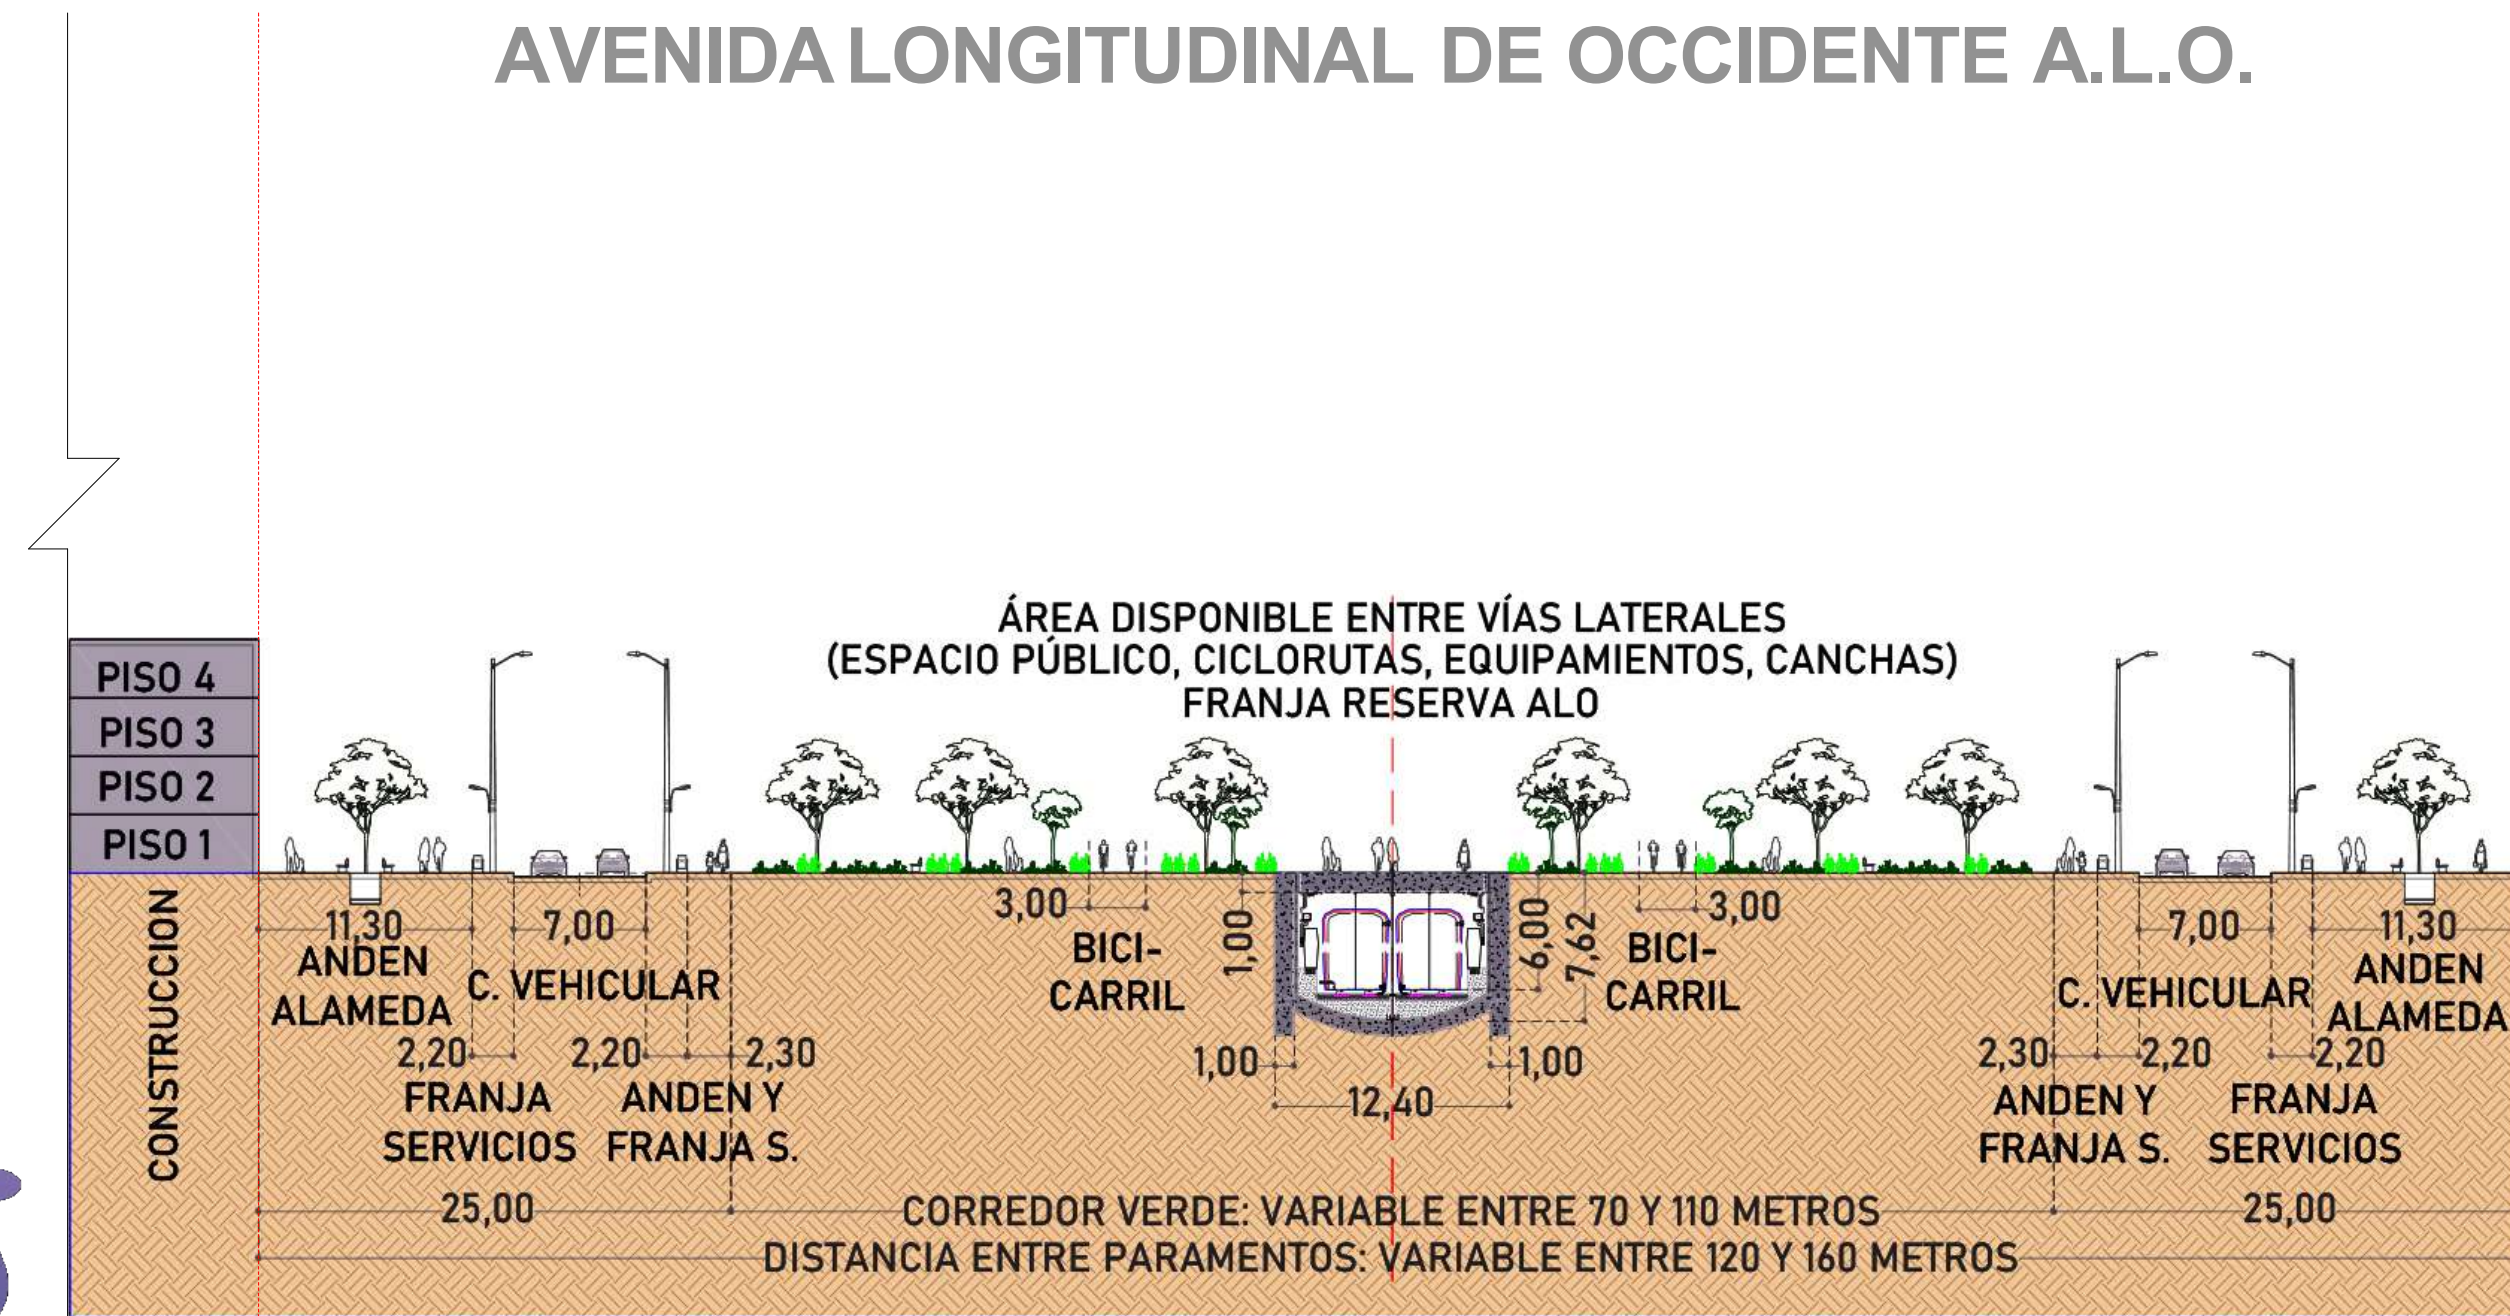 AVENIDA LONGITUDINAL DE OCCIDENTE A.L.O.
ÁREA DISPONIBLE ENTRE VÍAS LATERALES
(ESPACIO PÚBLICO, CICLORUTAS, EQUIPAMIENTOS, CANCHAS)
FRANJA RESERVA ALO
PISO 4
PISO 3
PISO 2
PISO 1
CONSTRUCCION
11,30
ANDEN
ALAMEDA
7,00
C. VEHICULAR
2,20
FRANJA
SERVICIOS
2,20
2,30
ANDEN Y
FRANJA S.
25,00
3,00
BICI-
CARRIL
1,00
6,00
7,62
1,00
1,00
12,40
3,00
BICI-
CARRIL
7,00
C. VEHICULAR
11,30
ANDEN
ALAMEDA
2,30
2,20
ANDEN Y
FRANJA S.
2,20
FRANJA
SERVICIOS
25,00
CORREDOR VERDE: VARIABLE ENTRE 70 Y 110 METROS
DISTANCIA ENTRE PARAMENTOS: VARIABLE ENTRE 120 Y 160 METROS